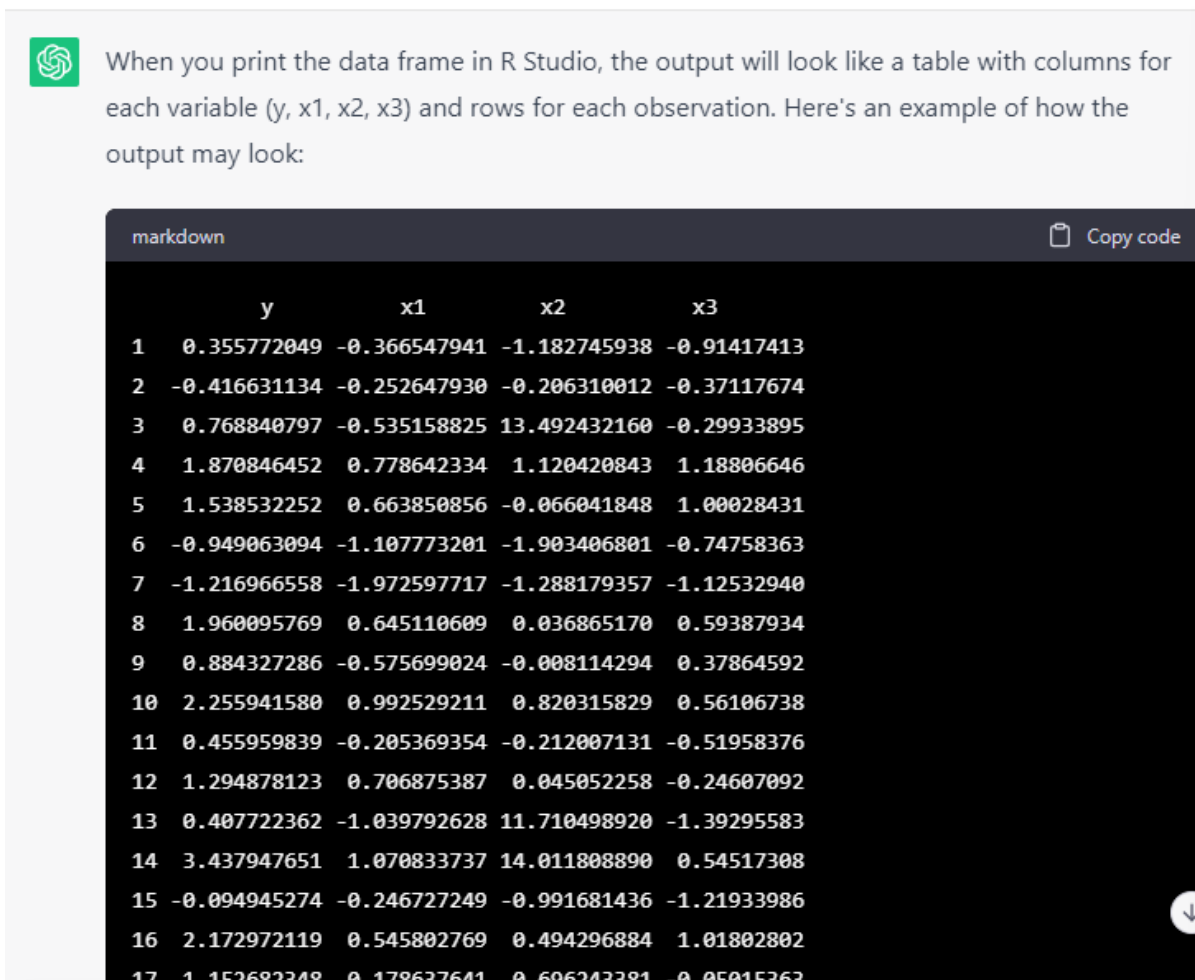 When you print the data frame in R Studio, the output will look like a table with columns for
each variable (y, x1, x2, x3) and rows for each observation. Here's an example of how the
output may look:
markdown Copy code
y x1 x2 x3
1 0.355772049 -0.366547941 -1.182745938 -0.91417413
2 -0.416631134 -0.252647930 -0.206310012 -0.37117674
3 0.768840797 -0.535158825 13.492432160 -0.29933895
4 1.870846452 0.778642334 1.120420843 1.18806646
5 1.538532252 0.663850856 -0.066041848 1.00028431
6 -0.949063094 -1.107773201 -1.903406801 -0.74758363
7 -1.216966558 -1.972597717 -1.288179357 -1.12532940
8 1.960095769 0.645110609 0.036865170 0.59387934
9 0.884327286 -0.575699024 -0.008114294 0.37864592
10 2.255941580 0.992529211 0.820315829 0.56106738
11 0.455959839 -0.205369354 -0.212007131 -0.51958376
12 1.294878123 0.706875387 0.045052258 -0.24607092
13 0.407722362 -1.039792628 11.710498920 -1.39295583
14 3.437947651 1.070833737 14.011808890 0.54517308
15 -0.094945274 -0.246727249 -0.991681436 -1.21933986
16 2.172972119 0.545802769 0.494296884 1.01802802
17 1.152682348 0.178637641 0.696243381 -0.05015363